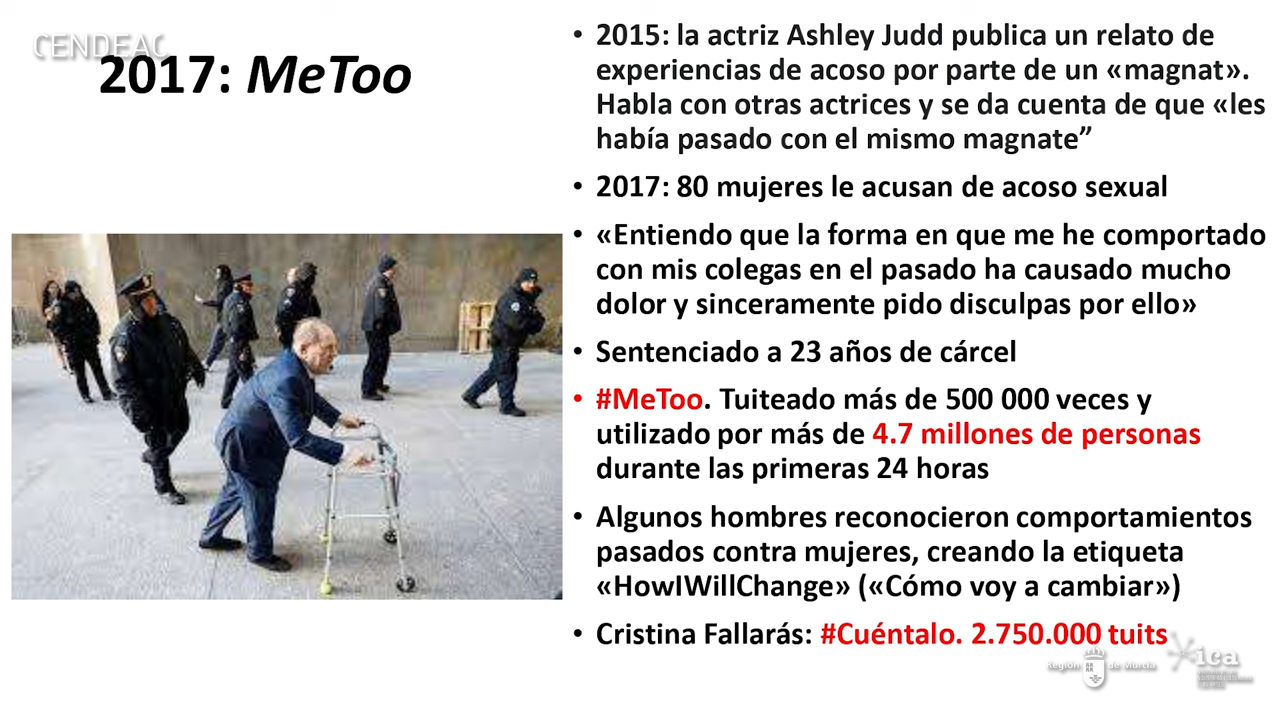 CENDEAC
2017: MeToo
• 2015: la actriz Ashley Judd publica un relato de
experiencias de acoso por parte de un «magnat».
Habla con otras actrices y se da cuenta de que «les
había pasado con el mismo magnate”
• 2017: 80 mujeres le acusan de acoso sexual
• «Entiendo que la forma en que me he comportado
con mis colegas en el pasado ha causado mucho
dolor y sinceramente pido disculpas por ello»
• Sentenciado a 23 años de cárcel
• #MeToo. Tuiteado más de 500 000 veces y
utilizado por más de 4.7 millones de personas
durante las primeras 24 horas
• Algunos hombres reconocieron comportamientos
pasados contra mujeres, creando la etiqueta
«HowIWillChange» («Cómo voy a cambiar»)
• Cristina Fallarás: #Cuéntalo. 2.750.000 tuits
Región de Murcia
ica